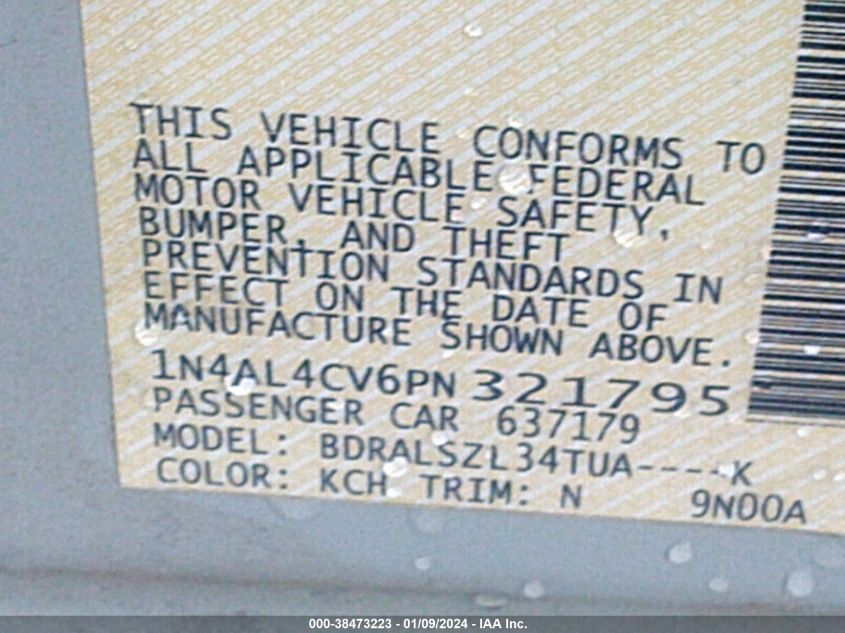 THIS VEHICLE CONFORMS TO
ALL APPLICABLE FEDERAL
MOTOR VEHICLE SAFETY,
BUMPER, AND THEFT
PREVENTION STANDARDS IN
EFFECT ON THE DATE OF
MANUFACTURE SHOWN ABOVE.
1N4AL4CV6PN 321795
PASSENGER CAR 637179
MODEL: BDRALSZL34TUA----K
COLOR: KCH TRIM: N 9N00A
000-38473223 - 01/09/2024 - IAA Inc.